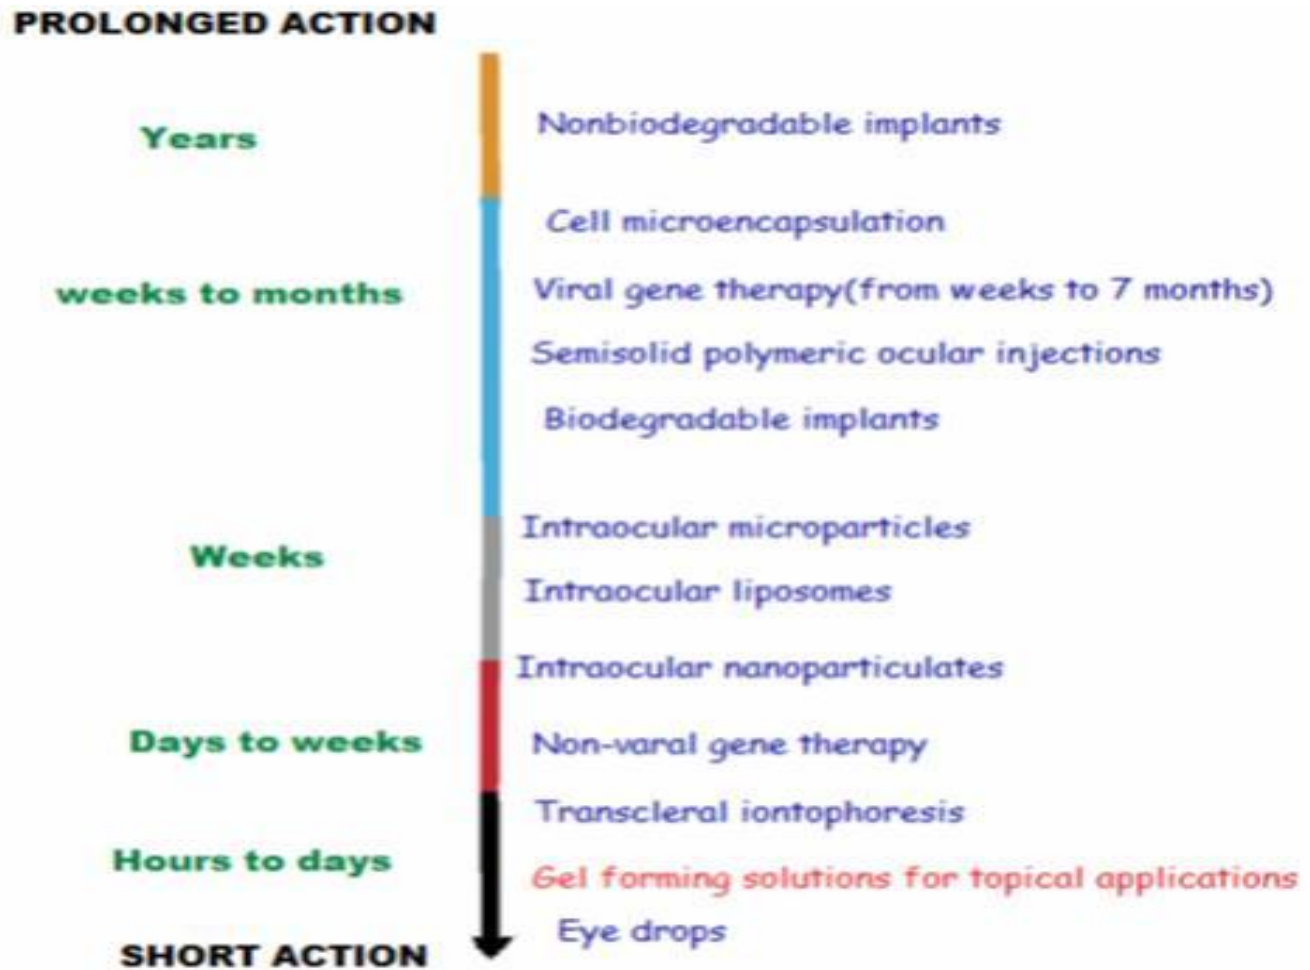 PROLONGED ACTION
Years
Nonbiodegradable implants
Cell microencapsulation
weeks to months
Viral gene therapy(from weeks to 7 months)
Semisolid polymeric ocular injections
Biodegradable implants
Intraocular microparticles
Weeks
Intraocular liposomes
Intraocular nanoparticulates
Days to weeks
Non-varal gene therapy
Transcleral iontophoresis
Hours to days
Gel forming solutions for topical applications
Eye drops
SHORT ACTION